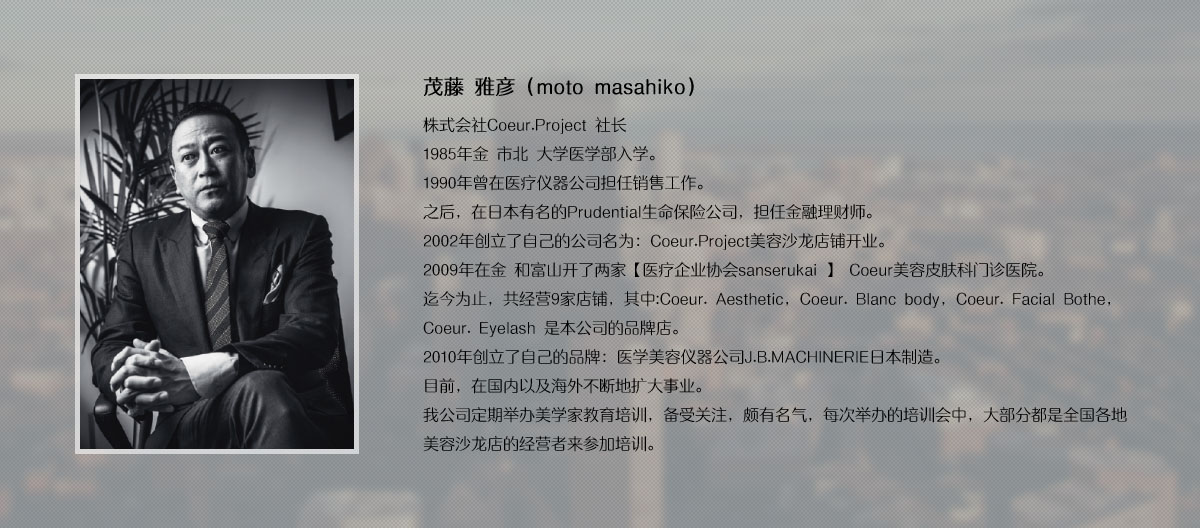 茂藤 雅彦（moto masahiko）
株式会社Coeur.Project 社长
1985年金 市北 大学医学部入学。
1990年曾在医疗仪器公司担任销售工作。
之后，在日本有名的Prudential生命保险公司，担任金融理财师。
2002年创立了自己的公司名为：Coeur.Project美容沙龙店铺开业。
2009年在金 和富山开了两家【医疗企业协会sanserukai 】 Coeur美容皮肤科门诊医院。
迄今为止，共经营9家店铺，其中:Coeur. Aesthetic，Coeur. Blanc body，Coeur. Facial Bothe，
Coeur. Eyelash 是本公司的品牌店。
2010年创立了自己的品牌：医学美容仪器公司J.B.MACHINERIE日本制造。
目前，在国内以及海外不断地扩大事业。
我公司定期举办美学家教育培训，备受关注，颇有名气，每次举办的培训会中，大部分都是全国各地
美容沙龙店的经营者来参加培训。